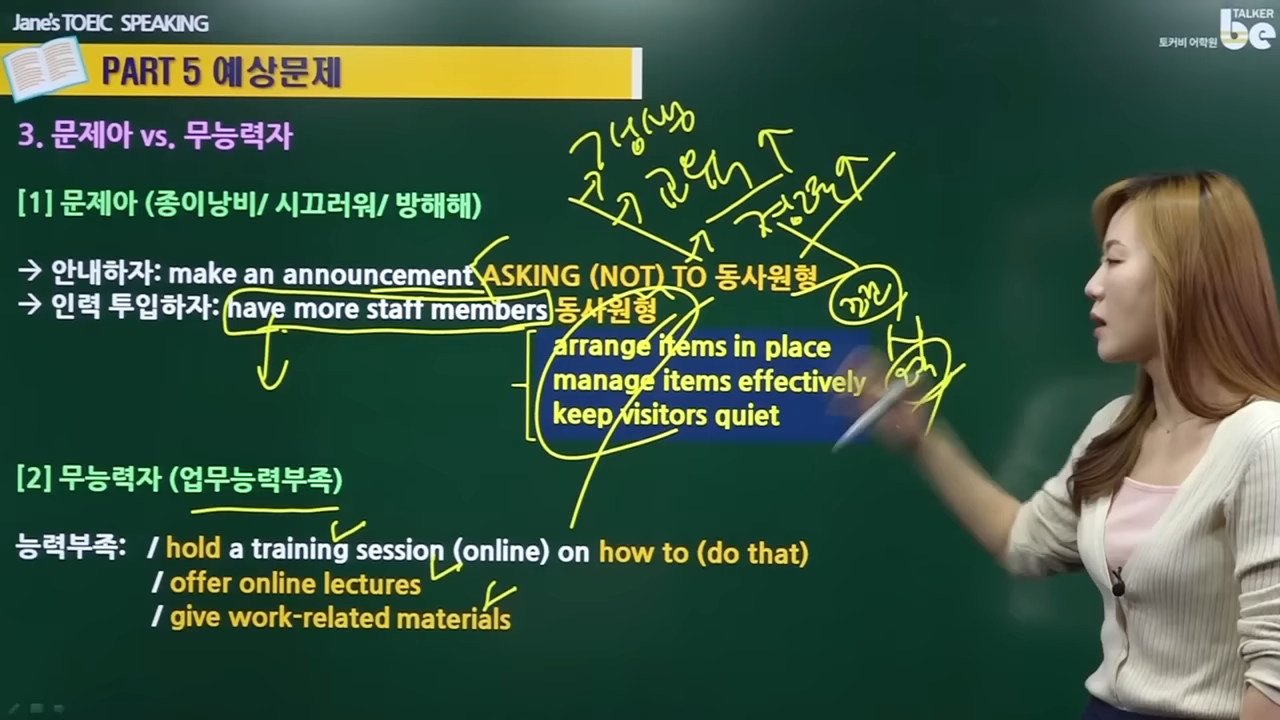 Jane's TOEIC SPEAKING
TALKER
be
토커비 어학원
PART 5 예상문제
3. 문제아 vs. 무능력자
[1] 문제아 (종이낭비/ 시끄러워/ 방해해)
→ 안내하자: make an announcement ASKING (NOT) TO 동사원형
→ 인력 투입하자: have more staff members 동사원형
arrange items in place
manage items effectively
keep visitors quiet
[2] 무능력자 (업무능력부족)
능력부족: / hold a training session (online) on how to (do that)
/ offer online lectures
/ give work-related materials